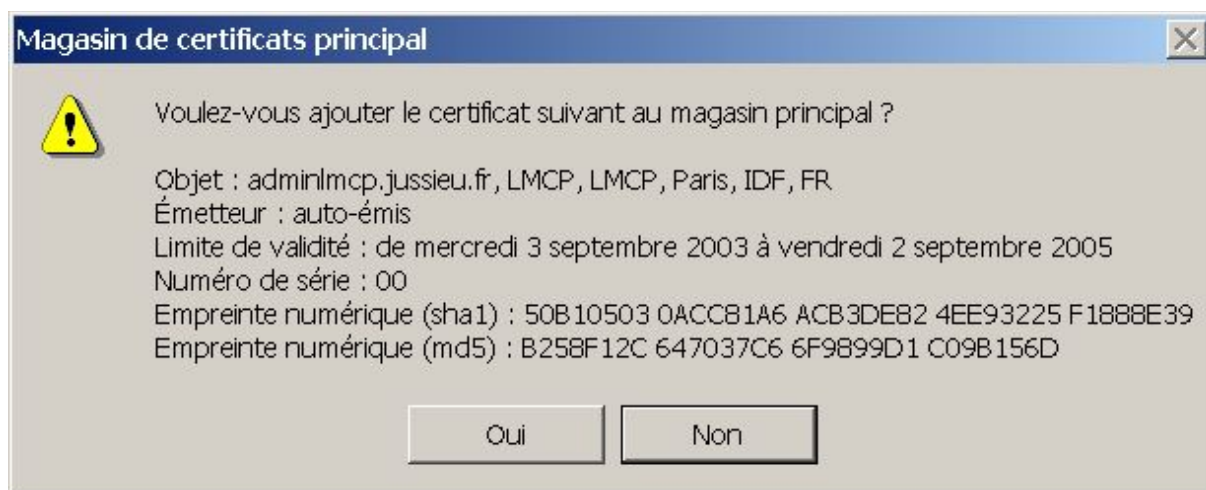 Magasin de certificats principal
Voulez-vous ajouter le certificat suivant au magasin principal ?
Objet : adminlmcp.jussieu.fr, LMCP, LMCP, Paris, IDF, FR
Émetteur : auto-émis
Limite de validité : de mercredi 3 septembre 2003 à vendredi 2 septembre 2005
Numéro de série : 00
Empreinte numérique (sha1) : 50B10503 0ACC81A6 ACB3DE82 4EE93225 F1888E39
Empreinte numérique (md5) : B258F12C 647037C6 6F9899D1 C09B156D
Oui Non